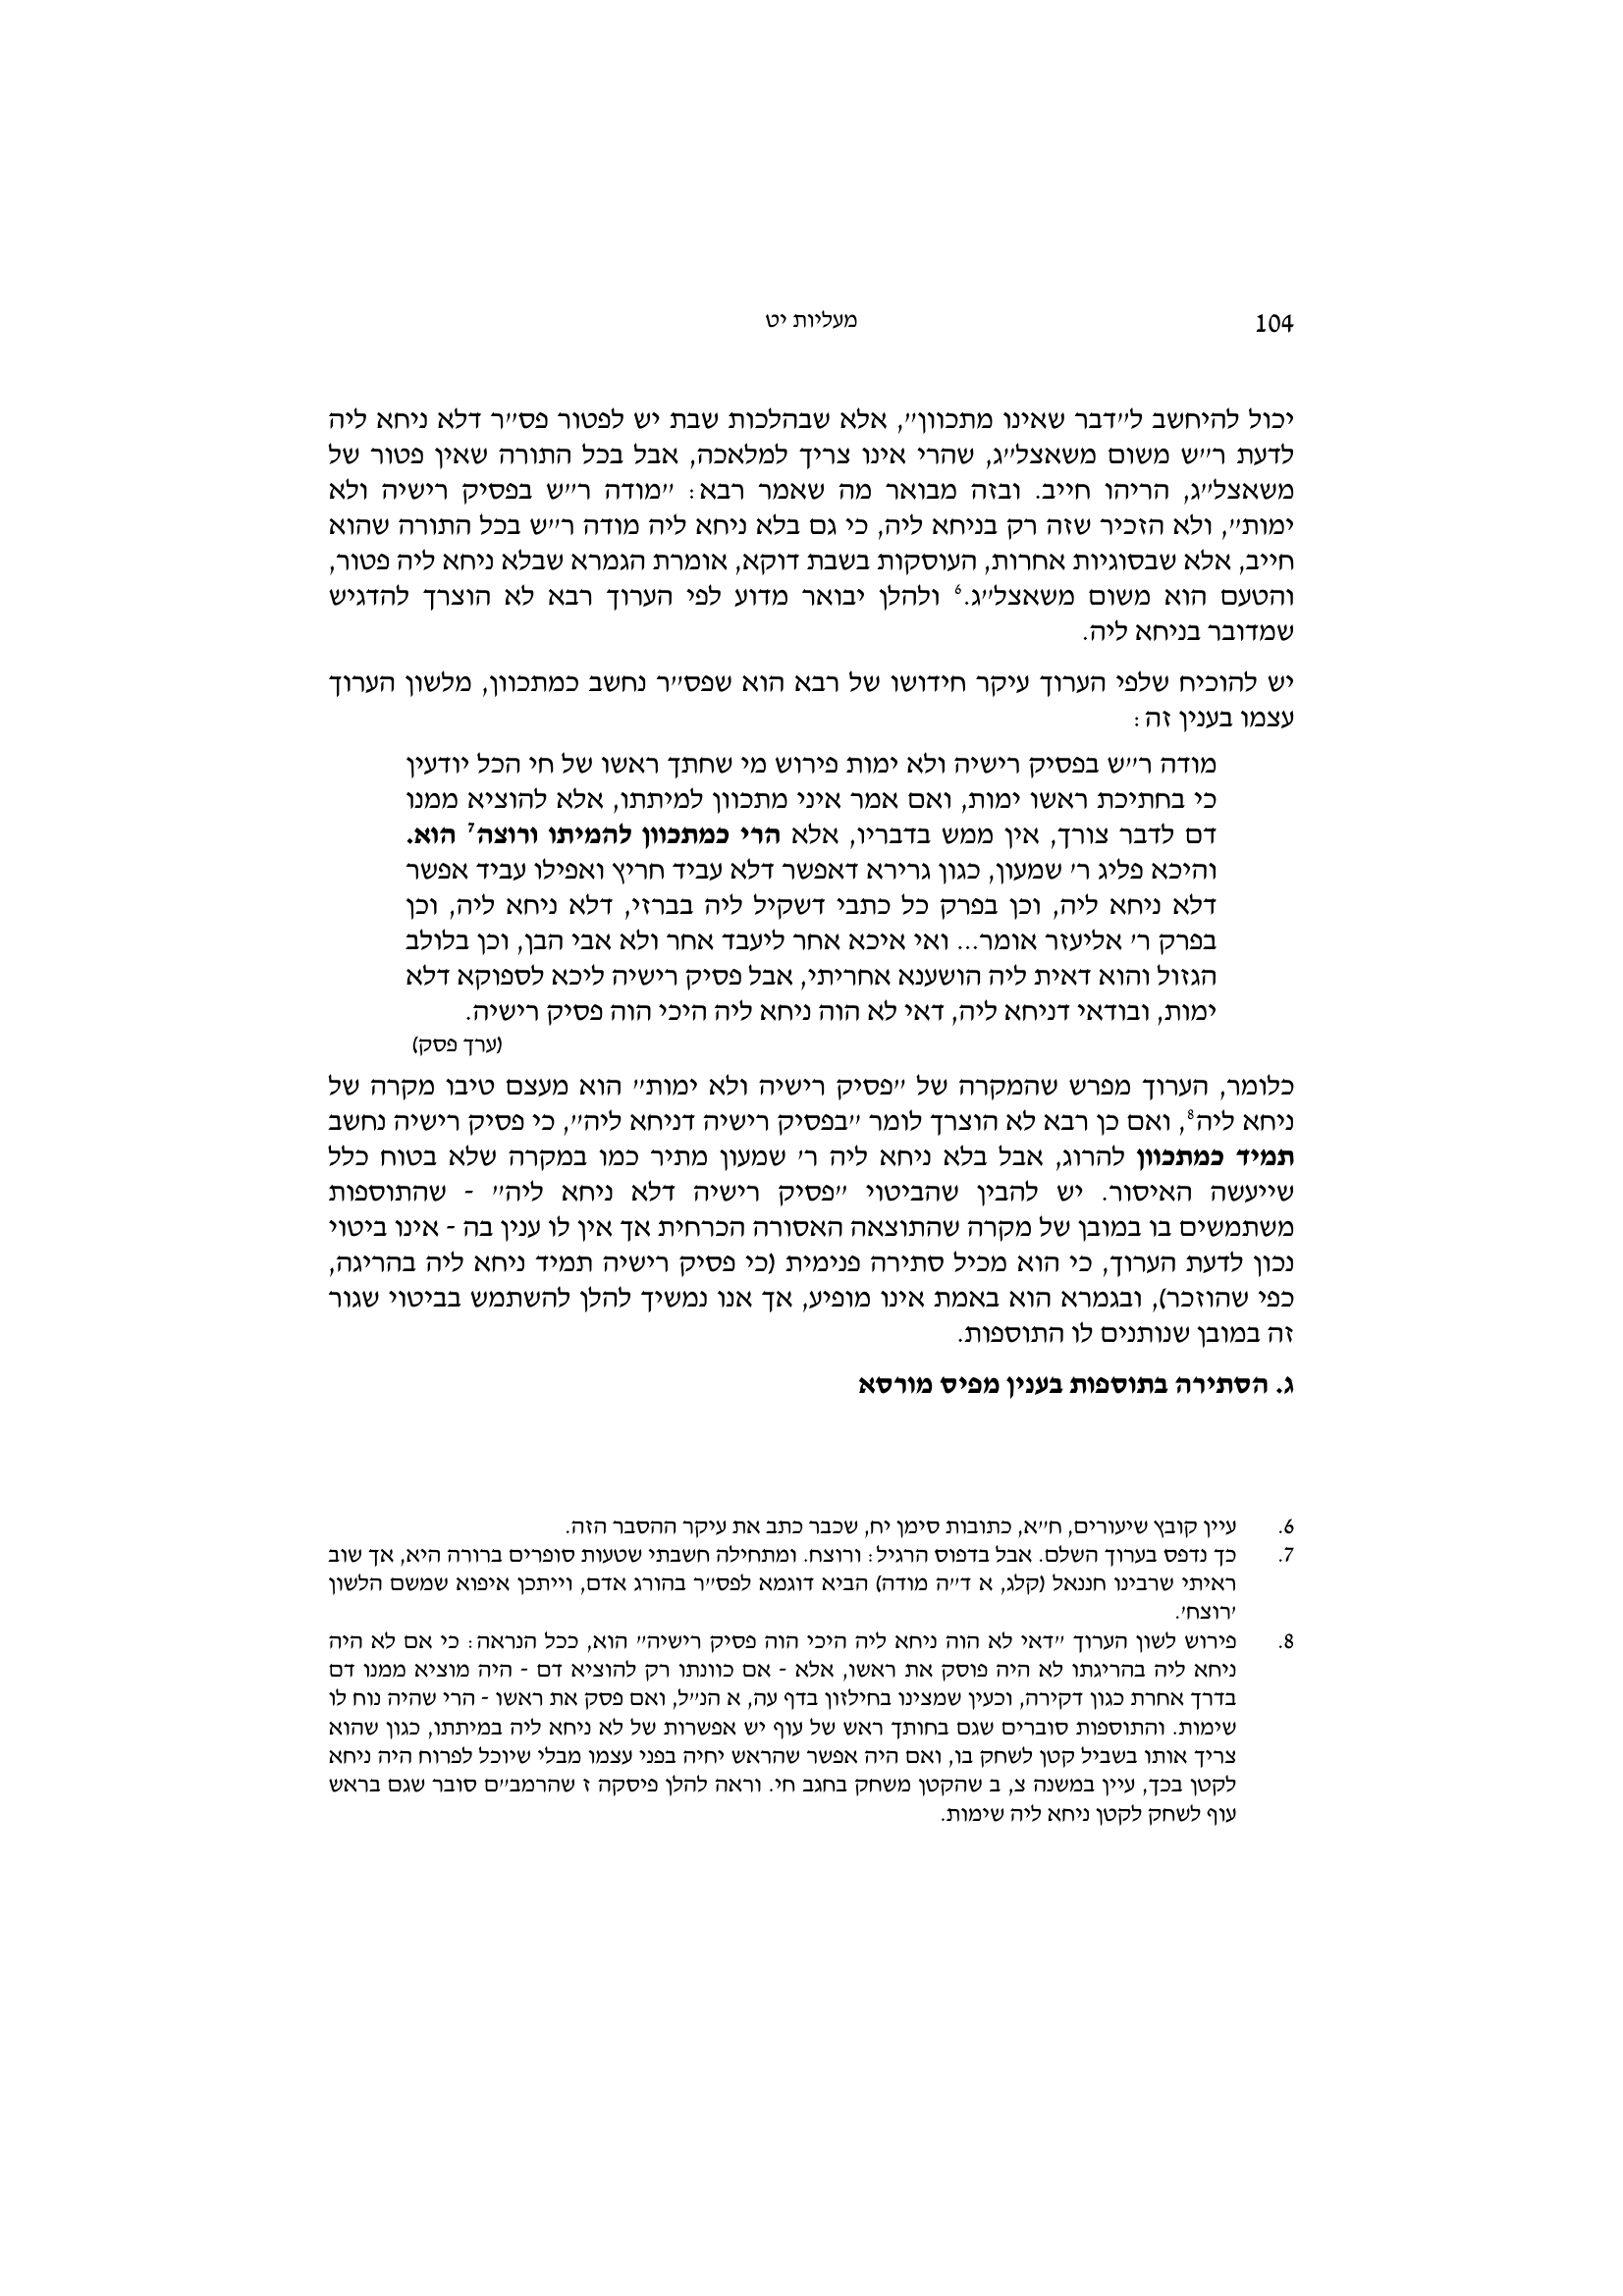 104
מעליות יט
יכול להיחשב ל״דבר שאינו מתכוון״, אלא שבהלכות שבת יש לפטור פס״ר דלא ניחא ליה
לדעת ר״ש משום משאצל״ג, שהרי אינו צריך למלאכה, אבל בכל התורה שאין פטור של
משאצל״ג, הריהו חייב. ובזה מבואר מה שאמר רבא: ״מודה ר״ש בפסיק רישיה ולא
ימות״, ולא הזכיר שזה רק בניחא ליה, כי גם בלא ניחא ליה מודה ר״ש בכל התורה שהוא
חייב, אלא שבסוגיות אחרות, העוסקות בשבת דוקא, אומרת הגמרא שבלא ניחא ליה פטור,
והטעם הוא משום משאצל״ג.6 ולהלן יבואר מדוע לפי הערוך רבא לא הוצרך להדגיש
שמדובר בניחא ליה.
יש להוכיח שלפי הערוך עיקר חידושו של רבא הוא שפס״ר נחשב כמתכוון, מלשון הערוך
עצמו בענין זה:
מודה ר״ש בפסיק רישיה ולא ימות פירוש מי שחתך ראשו של חי הכל יודעין
כי בחתיכת ראשו ימות, ואם אמר איני מתכוון למיתתו, אלא להוציא ממנו
דם לדבר צורך, אין ממש בדבריו, אלא הרי כמתכוון להמיתו ורוצה7 הוא.
והיכא פליג ר׳ שמעון, כגון גרירא דאפשר דלא עביד חריץ ואפילו עביד אפשר
דלא ניחא ליה, וכן בפרק כל כתבי דשקיל ליה בברזי, דלא ניחא ליה, וכן
בפרק ר׳ אליעזר אומר... ואי איכא אחר ליעבד אחר ולא אבי הבן, וכן בלולב
הגזול והוא דאית ליה הושענא אחריתי, אבל פסיק רישיה ליכא לספוקא דלא
ימות, ובודאי דניחא ליה, דאי לא הוה ניחא ליה היכי הוה פסיק רישיה.
(ערך פסק)
כלומר, הערוך מפרש שהמקרה של ״פסיק רישיה ולא ימות״ הוא מעצם טיבו מקרה של
ניחא ליה8, ואם כן רבא לא הוצרך לומר ״בפסיק רישיה דניחא ליה״, כי פסיק רישיה נחשב
תמיד כמתכוון להרוג, אבל בלא ניחא ליה ר׳ שמעון מתיר כמו במקרה שלא בטוח כלל
שייעשה האיסור. יש להבין שהביטוי ״פסיק רישיה דלא ניחא ליה״ - שהתוספות
משתמשים בו במובן של מקרה שהתוצאה האסורה הכרחית אך אין לו ענין בה - אינו ביטוי
נכון לדעת הערוך, כי הוא מכיל סתירה פנימית (כי פסיק רישיה תמיד ניחא ליה בהריגה,
כפי שהוזכר), ובגמרא הוא באמת אינו מופיע, אך אנו נמשיך להלן להשתמש בביטוי שגור
זה במובן שנותנים לו התוספות.
ג. הסתירה בתוספות בענין מפיס מורסא
6. עיין קובץ שיעורים, ח״א, כתובות סימן יח, שכבר כתב את עיקר ההסבר הזה.
7. כך נדפס בערוך השלם. אבל בדפוס הרגיל: ורוצח. ומתחילה חשבתי שטעות סופרים ברורה היא, אך שוב
ראיתי שרבינו חננאל (קלג, א ד״ה מודה) הביא דוגמא לפס״ר בהורג אדם, וייתכן איפוא שמשם הלשון
׳רוצח׳.
8. פירוש לשון הערוך ״דאי לא הוה ניחא ליה היכי הוה פסיק רישיה״ הוא, ככל הנראה: כי אם לא היה
ניחא ליה בהריגתו לא היה פוסק את ראשו, אלא - אם כוונתו רק להוציא דם - היה מוציא ממנו דם
בדרך אחרת כגון דקירה, וכעין שמצינו בחילזון בדף עה, א הנ״ל, ואם פסק את ראשו - הרי שהיה נוח לו
שימות. והתוספות סוברים שגם בחותך ראש של עוף יש אפשרות של לא ניחא ליה במיתתו, כגון שהוא
צריך אותו בשביל קטן לשחק בו, ואם היה אפשר שהראש יחיה בפני עצמו מבלי שיוכל לפרוח היה ניחא
לקטן בכך, עיין במשנה צ, ב שהקטן משחק בחגב חי. וראה להלן פיסקה ז שהרמב״ם סובר שגם בראש
עוף לשחק לקטן ניחא ליה שימות.